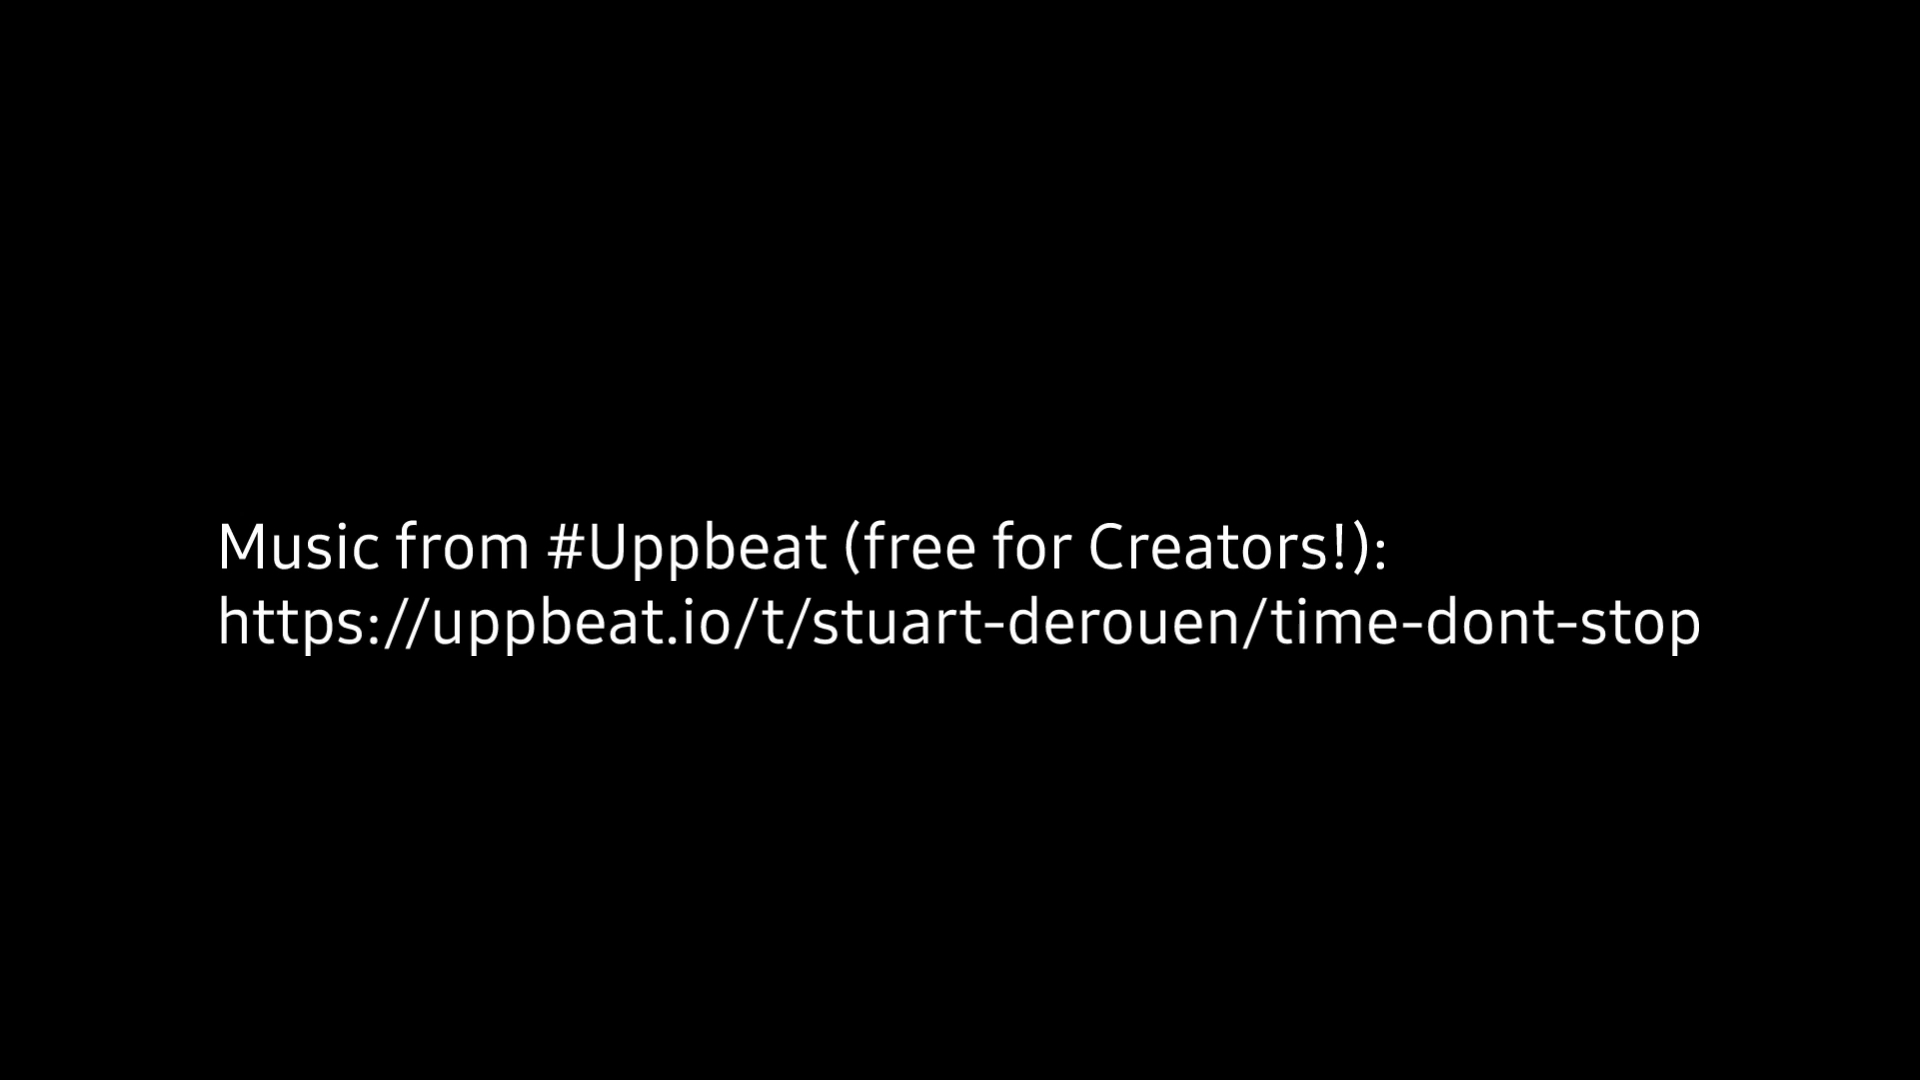 Music from #Uppbeat (free for Creators!):
https://uppbeat.io/t/stuart-derouen/time-dont-stop